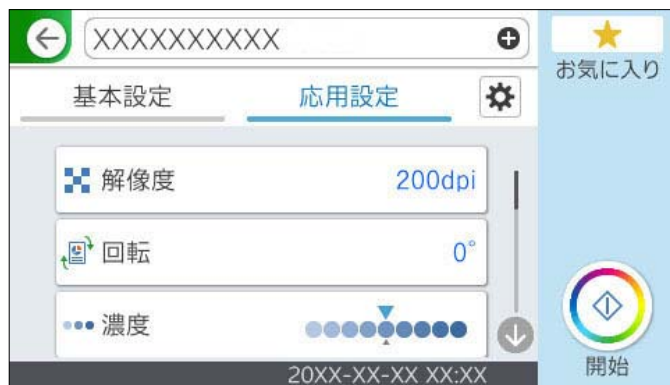 XXXXXXXXXX
お気に入り
基本設定
応用設定
解像度 200dpi
回転 0°
濃度
開始
20XX-XX-XX XX:XX